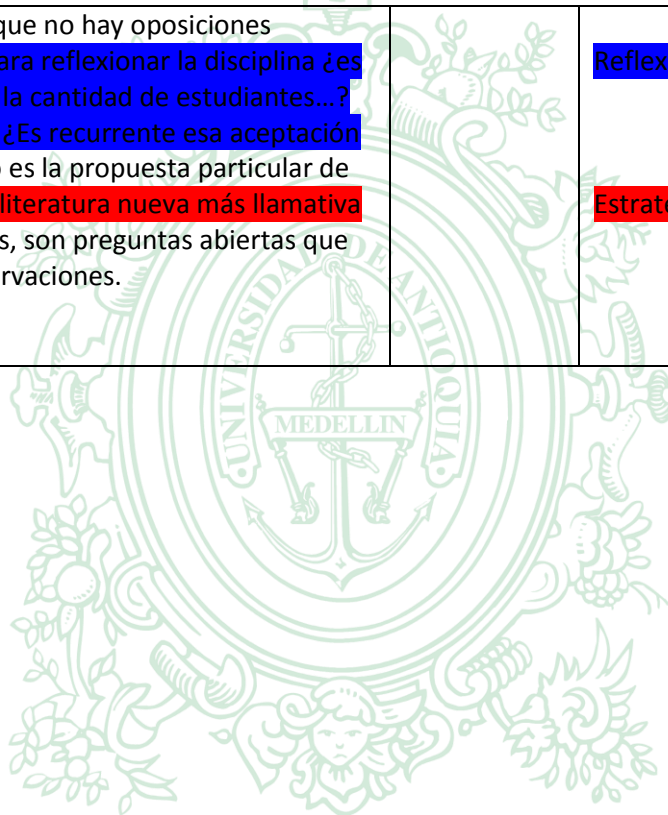 que no hay oposiciones
ara reflexionar la disciplina ¿es
Reflex
la cantidad de estudiantes...?
¿Es recurrente esa aceptación
o es la propuesta particular de
literatura nueva más llamativa
Estrate
s, son preguntas abiertas que
rvaciones.
UNIVERSIDAD DE ANTIOQUIA
MEDELLIN